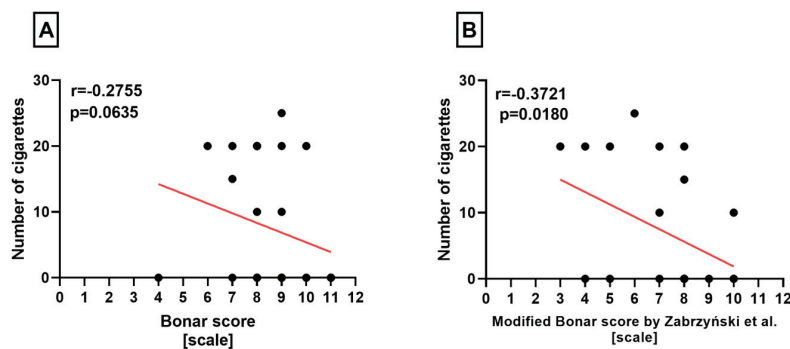 A
r=-0.2755
p=0.0635
Number of cigarettes
30
20
10
0
0 1 2 3 4 5 6 7 8 9 10 11 12
Bonar score
[scale]
B
r=-0.3721
p=0.0180
Number of cigarettes
30
20
10
0
0 1 2 3 4 5 6 7 8 9 10 11 12
Modified Bonar score by Zabrzyński et al.
[scale]